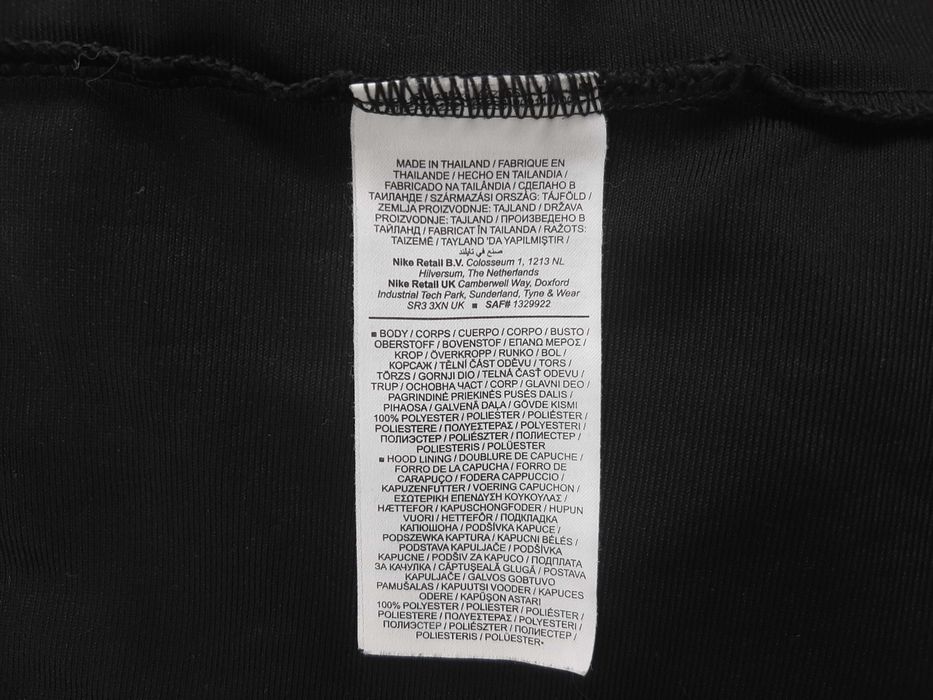 MADE IN THAILAND / FABRIQUE EN
THAILANDE / HECHO EN TAILANDIA /
FABRICADO NA TAILÂNDIA / СДЕЛАНО В
ТАИЛАНДЕ / SZÁRMAZÁSI ORSZÁG: TÁJFÖLD /
ZEMLJA PROIZVODNJE: TAJLAND / DRŽAVA
PROIZVODNJE: TAJLAND / ПРОИЗВЕДЕНО В
ТАЙЛАНД / FABRICAT ÎN TAILANDA / RAŽOTS:
TAIZEMĒ / TAYLAND 'DA YAPILMIŞTIR /
صنع في تايلند
Nike Retail B.V. Colosseum 1, 1213 NL
Hilversum, The Netherlands
Nike Retail UK Camberwell Way, Doxford
Industrial Tech Park, Sunderland, Tyne & Wear
SR3 3XN UK ■ SAF# 1329922
■ BODY / CORPS / CUERPO / CORPO / BUSTO /
OBERSTOFF / BOVENSTOF / ΕΠΑΝΩ ΜΕΡΟΣ /
KROP / ÖVERKROPP / RUNKO / BOL /
КОРСАЖ / TĚLNÍ ČÁST ODĚVU / TORS /
TÖRZS / GORNJI DIO / TELNÁ ČASŤ ODEVU /
TRUP / ОСНОВНА ЧАСТ / CORP / GLAVNI DEO /
PAGRINDINĖ PRIEKINĖS PUSĖS DALIS /
PIHAOSA / GALVENĀ DAĻA / GÖVDE KISMI
100% POLYESTER / POLIÉSTER / POLIÉSTER /
POLIESTERE / ΠΟΛΥΕΣΤΕΡΑΣ / POLYESTERI /
ПОЛИЭСТЕР / POLIÉSZTER / ПОЛИЕСТЕР /
POLIESTERIS / POLÜESTER
■ HOOD LINING / DOUBLURE DE CAPUCHE /
FORRO DE LA CAPUCHA / FORRO DE
CARAPUÇO / FODERA CAPPUCCIO /
KAPUZENFUTTER / VOERING CAPUCHON /
ΕΣΩΤΕΡΙΚΗ ΕΠΕΝΔΥΣΗ ΚΟΥΚΟΥΛΑΣ /
HÆTTEFOR / KAPUSCHONGFODER / HUPUN
VUORI / HETTEFÔR / ПОДКЛАДКА
КАПЮШОНА / PODŠÍVKA KAPUCE /
PODSZEWKA KAPTURA / KAPUCNI BÉLÉS /
PODSTAVA KAPULJAČE / PODŠÍVKA
KAPUCNE / PODŠIV ZA KAPUCO / ПОДПЛАТА
ЗА КАЧУЛКА / CĂPTUŞEALĂ GLUGĂ / POSTAVA
KAPULJAČE / GALVOS GOBTUVO
PAMUŠALAS / KAPUUTSI VOODER / KAPUCES
ODERE / KAPÜŞON ASTARI
100% POLYESTER / POLIESTER / POLIÉSTER /
POLIESTERE / ΠΟΛΥΕΣΤΕΡΑΣ / POLYESTERI /
ПОЛИЭСТЕР / POLIÉSZTER / ПОЛИЕСТЕР /
POLIESTERIS / POLÜESTER